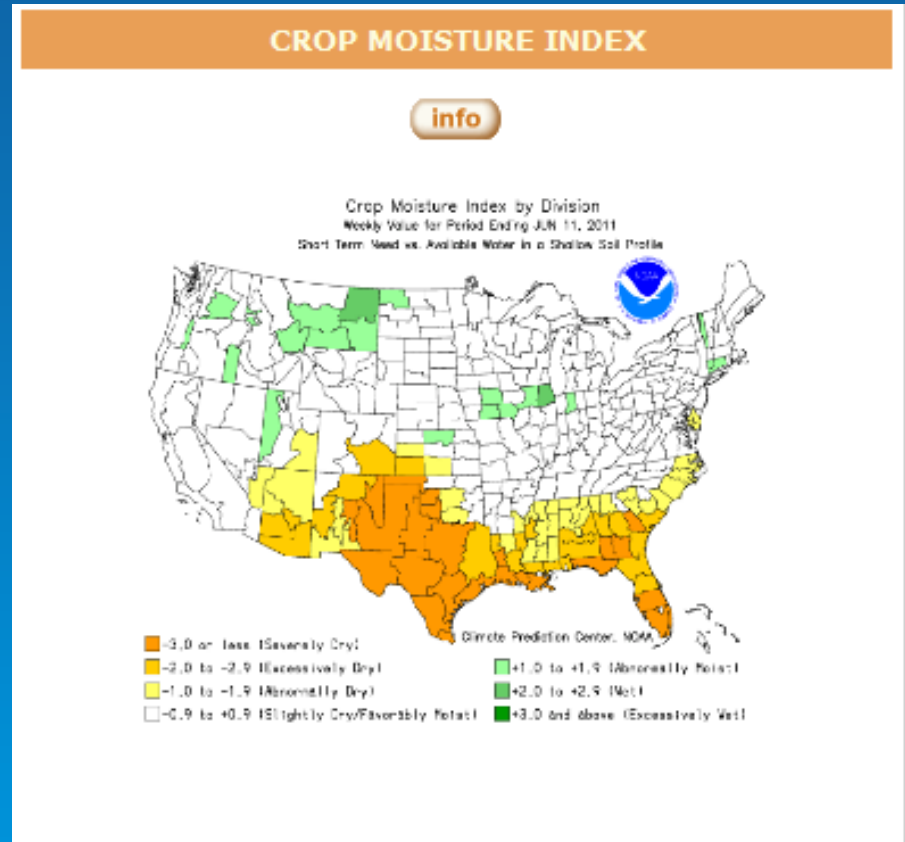 CROP MOISTURE INDEX
info
Crop Moisture Index by Division
Weekly Value for Period Ending JUN 11, 2011
Short Term Need vs. Available Water in a Shallow Soil Profile
NOAA
Climate Prediction Center, NOAA
-3.0 or less (Severely Dry)
-2.0 to -2.9 (Excessively Dry)
-1.0 to -1.9 (Abnormally Dry)
-0.9 to +0.9 (Slightly Dry/Favorably Moist)
+1.0 to +1.9 (Abnormally Moist)
+2.0 to +2.9 (Wet)
+3.0 and above (Excessively Wet)